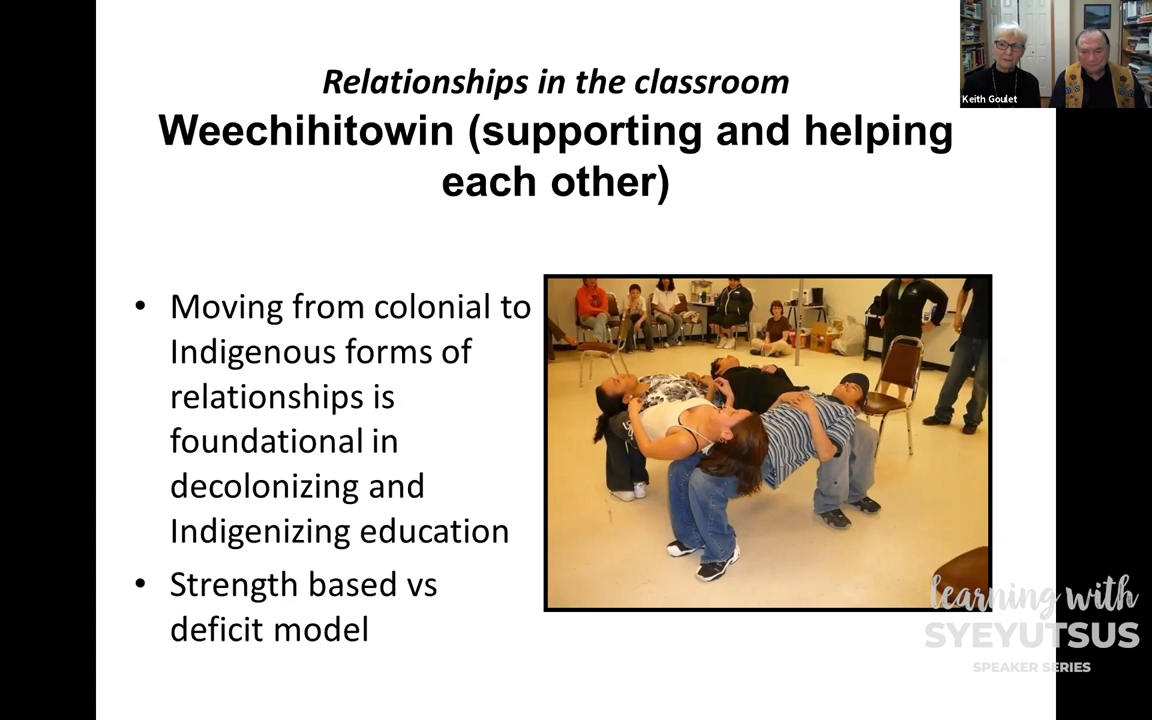 Relationships in the classroom
Weechihitowin (supporting and helping
each other)
• Moving from colonial to
Indigenous forms of
relationships is
foundational in
decolonizing and
Indigenizing education
• Strength based vs
deficit model
Keith Goulet
learning with
SYEYUTSUS
SPEAKER SERIES